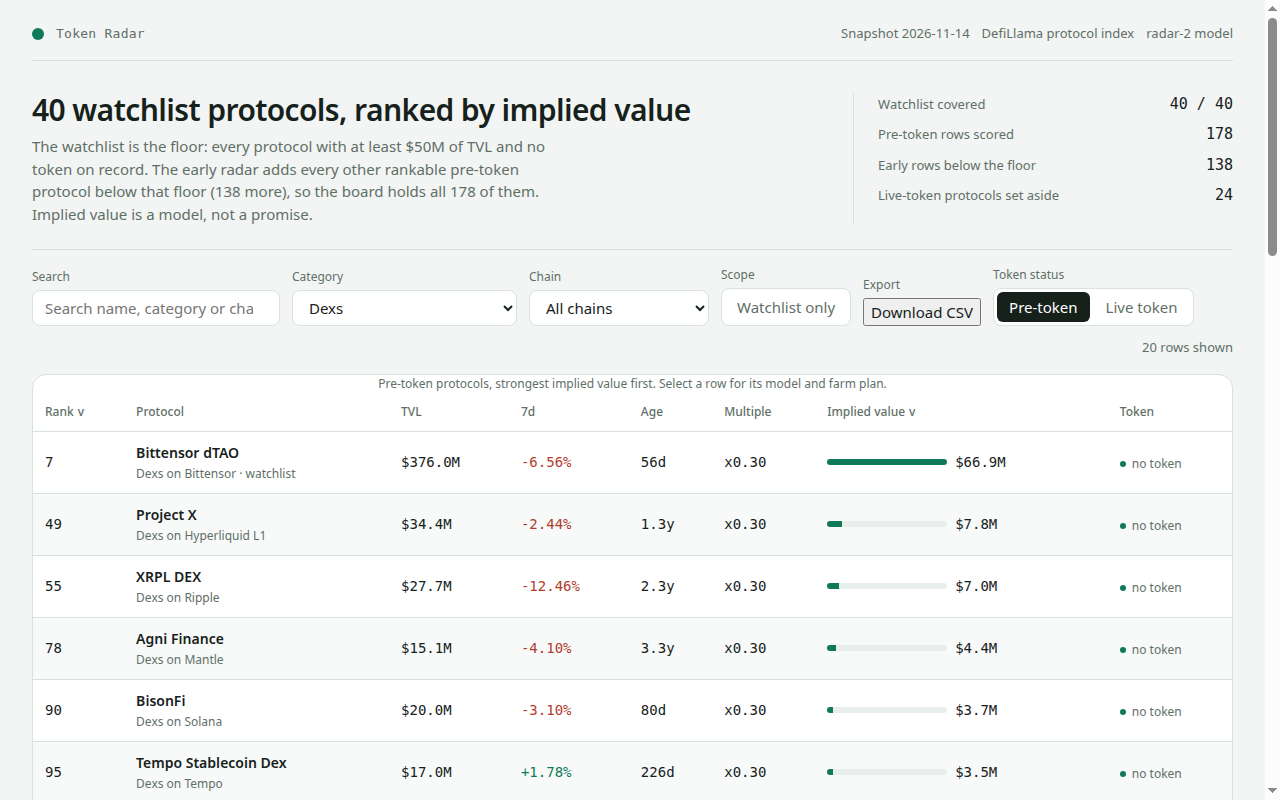 Token Radar
Snapshot 2026-11-14 DefiLlama protocol index radar-2 model
40 watchlist protocols, ranked by implied value
The watchlist is the floor: every protocol with at least $50M of TVL and no
token on record. The early radar adds every other rankable pre-token
protocol below that floor (138 more), so the board holds all 178 of them.
Implied value is a model, not a promise.
Watchlist covered 40 / 40
Pre-token rows scored 178
Early rows below the floor 138
Live-token protocols set aside 24
Search Category Chain Scope Export Token status
Search name, category or cha Dexs All chains Watchlist only Download CSV Pre-token Live token
20 rows shown
Pre-token protocols, strongest implied value first. Select a row for its model and farm plan.
Rank v Protocol TVL 7d Age Multiple Implied value v Token
7 Bittensor dTAO $376.0M -6.56% 56d x0.30 $66.9M no token
Dexs on Bittensor · watchlist
49 Project X $34.4M -2.44% 1.3y x0.30 $7.8M no token
Dexs on Hyperliquid L1
55 XRPL DEX $27.7M -12.46% 2.3y x0.30 $7.0M no token
Dexs on Ripple
78 Agni Finance $15.1M -4.10% 3.3y x0.30 $4.4M no token
Dexs on Mantle
90 BisonFi $20.0M -3.10% 80d x0.30 $3.7M no token
Dexs on Solana
95 Tempo Stablecoin Dex $17.0M +1.78% 226d x0.30 $3.5M no token
Dexs on Tempo